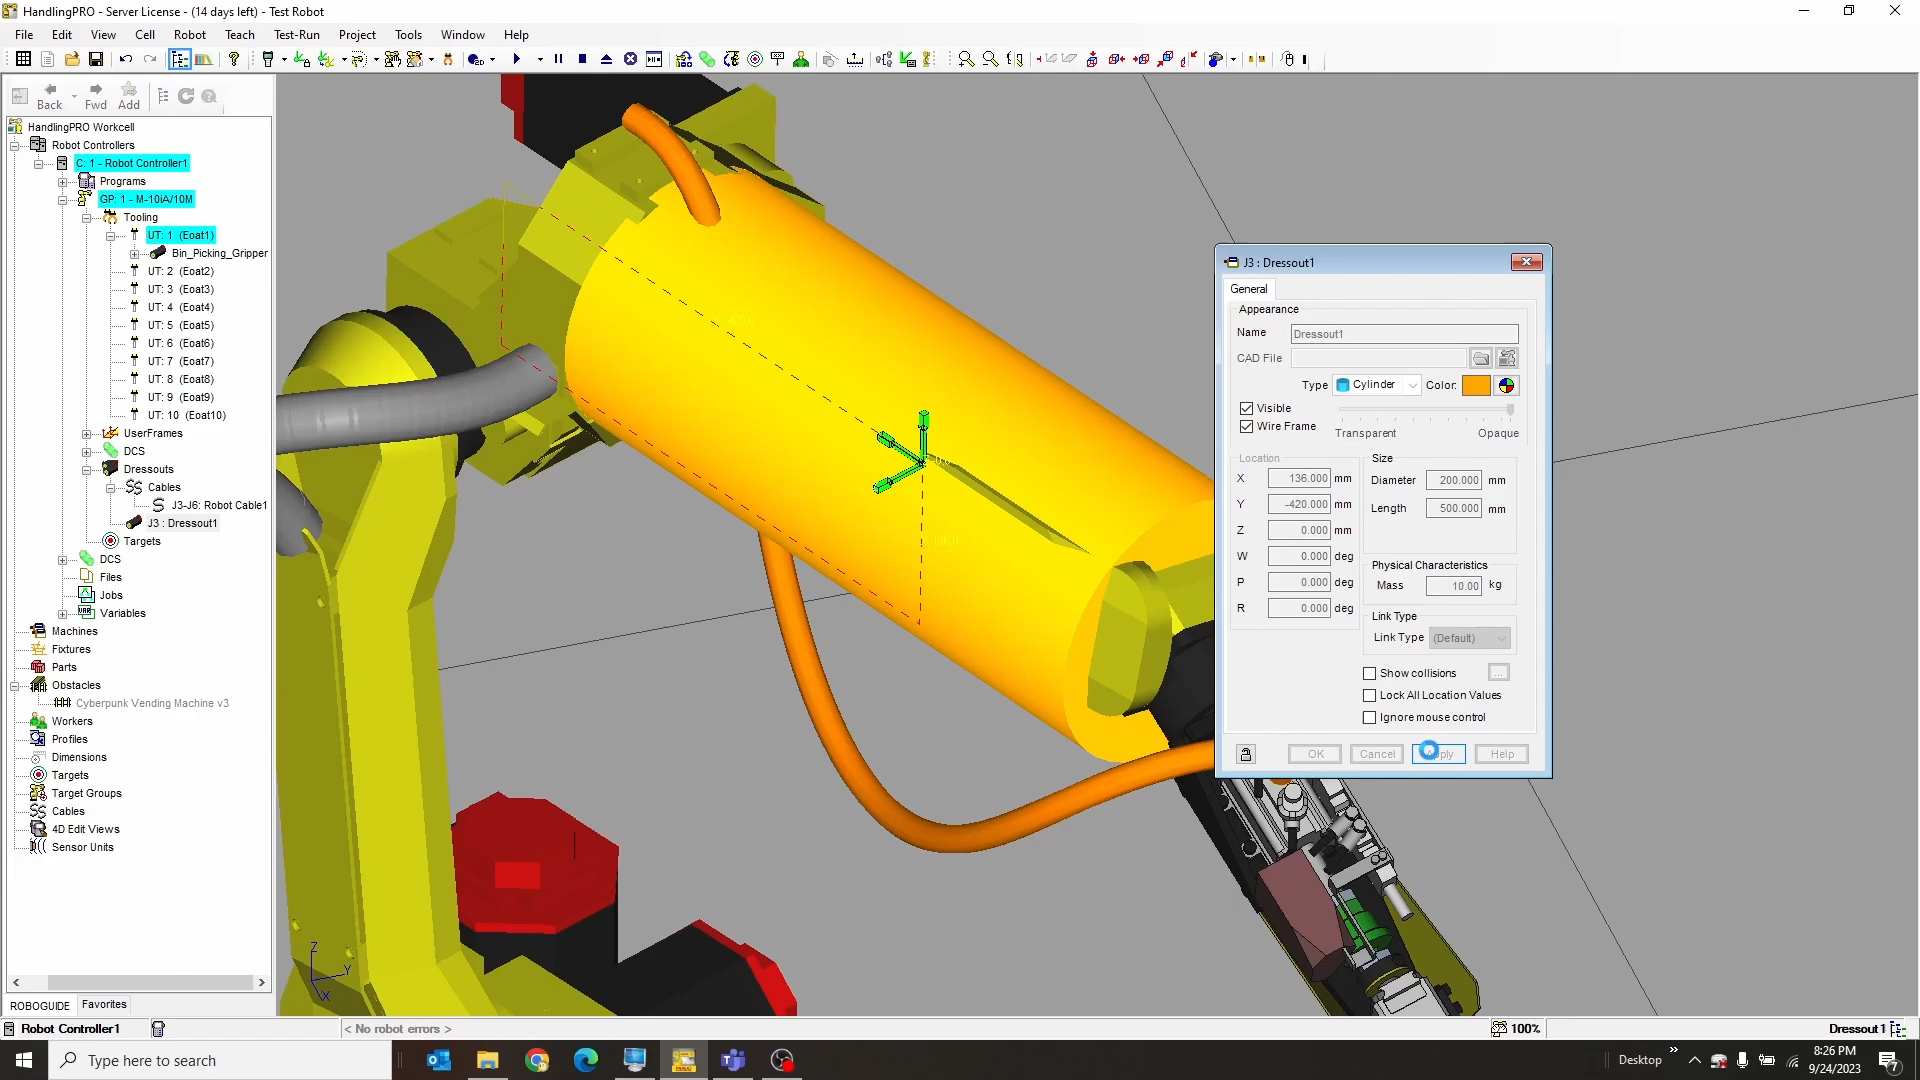 HandlingPRO - Server License - (14 days left) - Test Robot
File Edit View Cell Robot Teach Test-Run Project Tools Window Help
Back Fwd Add
HandlingPRO Workcell
Robot Controllers
C: 1 - Robot Controller1
Programs
GP: 1 - M-10iA/10M
Tooling
UT: 1 (Eoat1)
Bin_Picking_Gripper
UT: 2 (Eoat2)
UT: 3 (Eoat3)
UT: 4 (Eoat4)
UT: 5 (Eoat5)
UT: 6 (Eoat6)
UT: 7 (Eoat7)
UT: 8 (Eoat8)
UT: 9 (Eoat9)
UT: 10 (Eoat10)
UserFrames
DCS
Dressouts
Cables
J3-J6: Robot Cable1
J3 : Dressout1
Targets
DCS
Files
Jobs
Variables
Machines
Fixtures
Parts
Obstacles
Cyberpunk Vending Machine v3
Workers
Profiles
Dimensions
Targets
Target Groups
Cables
4D Edit Views
Sensor Units
ROBOGUIDE Favorites
Z
Y
X
J3 : Dressout1
General
Appearance
Name Dressout1
CAD File
Type Cylinder Color:
Visible
Wire Frame
Transparent Opaque
Location
X 136.000 mm
Y -420.000 mm
Z 0.000 mm
W 0.000 deg
P 0.000 deg
R 0.000 deg
Size
Diameter 200.000 mm
Length 500.000 mm
Physical Characteristics
Mass 10.00 kg
Link Type
Link Type (Default)
Show collisions ...
Lock All Location Values
Ignore mouse control
OK Cancel Apply Help
Robot Controller1 < No robot errors > 100% Dressout1
Type here to search
Desktop
8:26 PM
9/24/2023
7